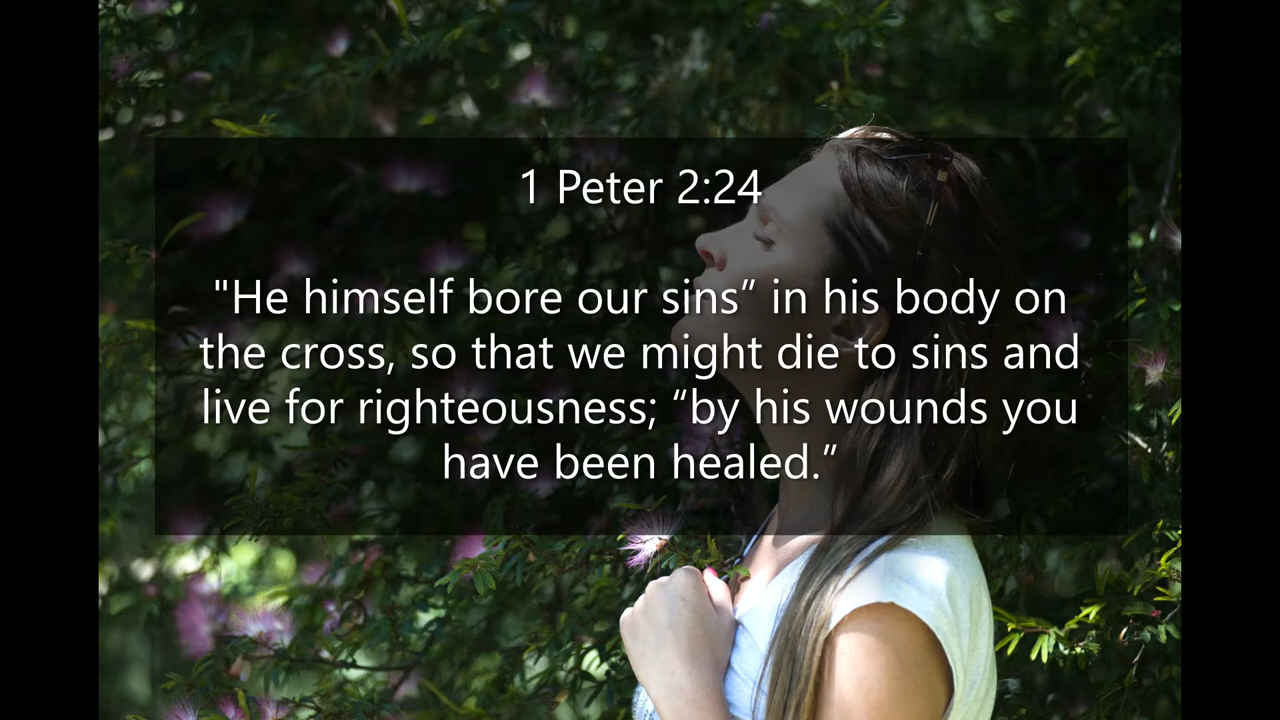 1 Peter 2:24
"He himself bore our sins” in his body on
the cross, so that we might die to sins and
live for righteousness; “by his wounds you
have been healed.”